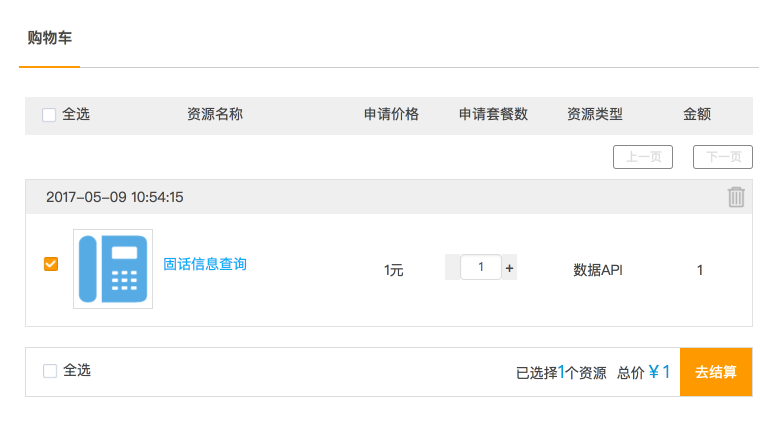 购物车
全选 资源名称 申请价格 申请套餐数 资源类型 金额
上一页 下一页
2017-05-09 10:54:15
固话信息查询 1元 1 + 数据API 1
全选 已选择1个资源 总价 ¥1 去结算